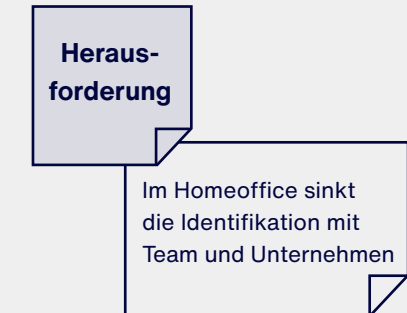 Heraus-
forderung
Im Homeoffice sinkt
die Identifikation mit
Team und Unternehmen